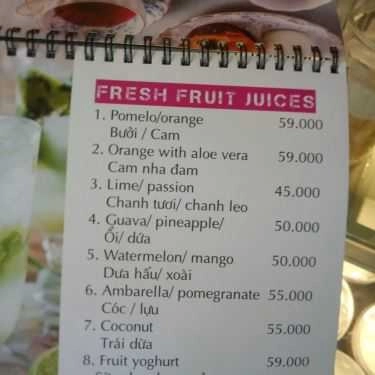 FRESH FRUIT JUICES
1. Pomelo/orange 59.000
Bưởi / Cam
2. Orange with aloe vera 59.000
Cam nha đam
3. Lime/ passion 45.000
Chanh tươi/ chanh leo
4. Guava/ pineapple/ 50.000
Ổi/ dứa
5. Watermelon/ mango 50.000
Dưa hấu/ xoài
6. Ambarella/ pomegranate 55.000
Cóc / lựu
7. Coconut 55.000
Trái dừa
8. Fruit yoghurt 59.000